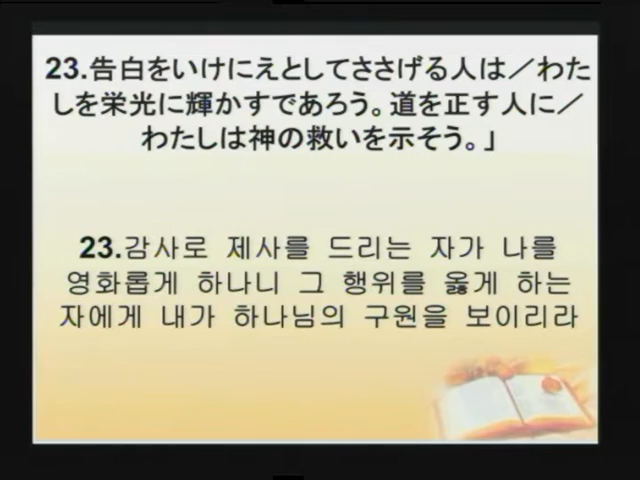 23.告白をいけにえとしてささげる人は／わた
しを栄光に輝かすであろう。道を正す人に／
わたしは神の救いを示そう。」
23.감사로 제사를 드리는 자가 나를
영화롭게 하나니 그 행위를 옳게 하는
자에게 내가 하나님의 구원을 보이리라